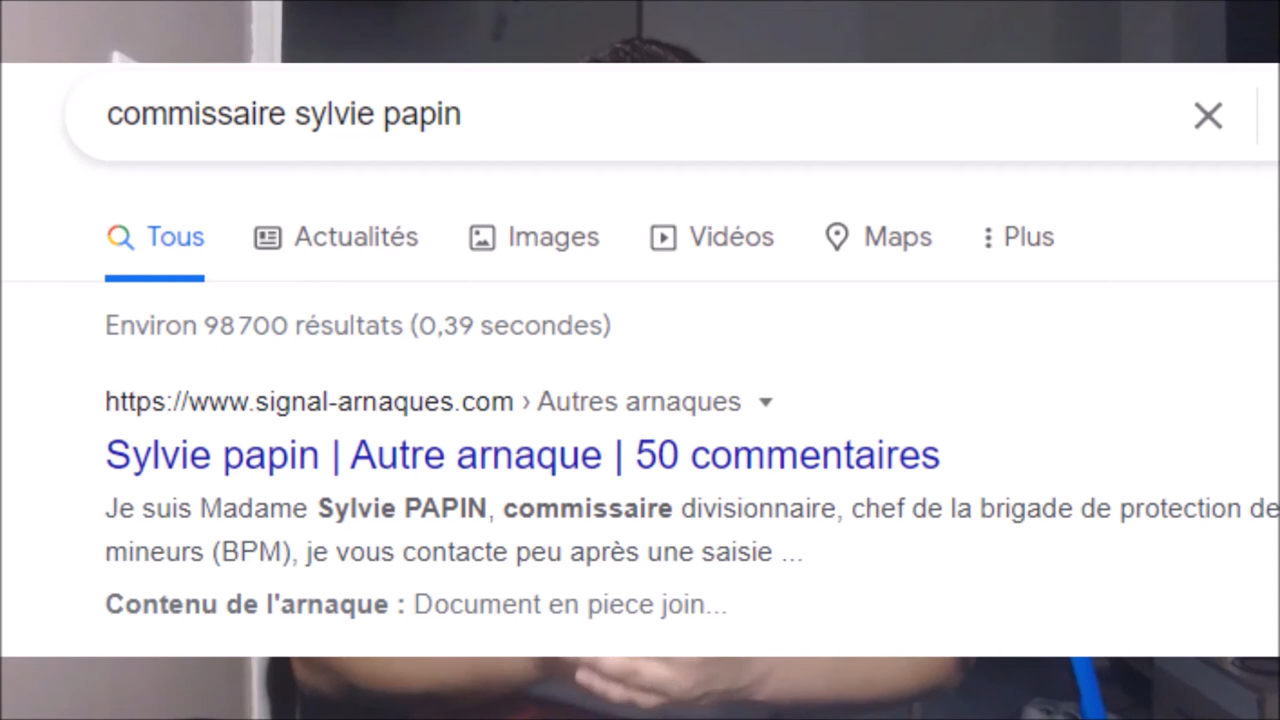 commissaire sylvie papin
Tous Actualités Images Vidéos Maps Plus
Environ 98 700 résultats (0,39 secondes)
https://www.signal-arnaques.com › Autres arnaques
Sylvie papin | Autre arnaque | 50 commentaires
Je suis Madame Sylvie PAPIN, commissaire divisionnaire, chef de la brigade de protection de
mineurs (BPM), je vous contacte peu après une saisie ...
Contenu de l'arnaque : Document en piece join...